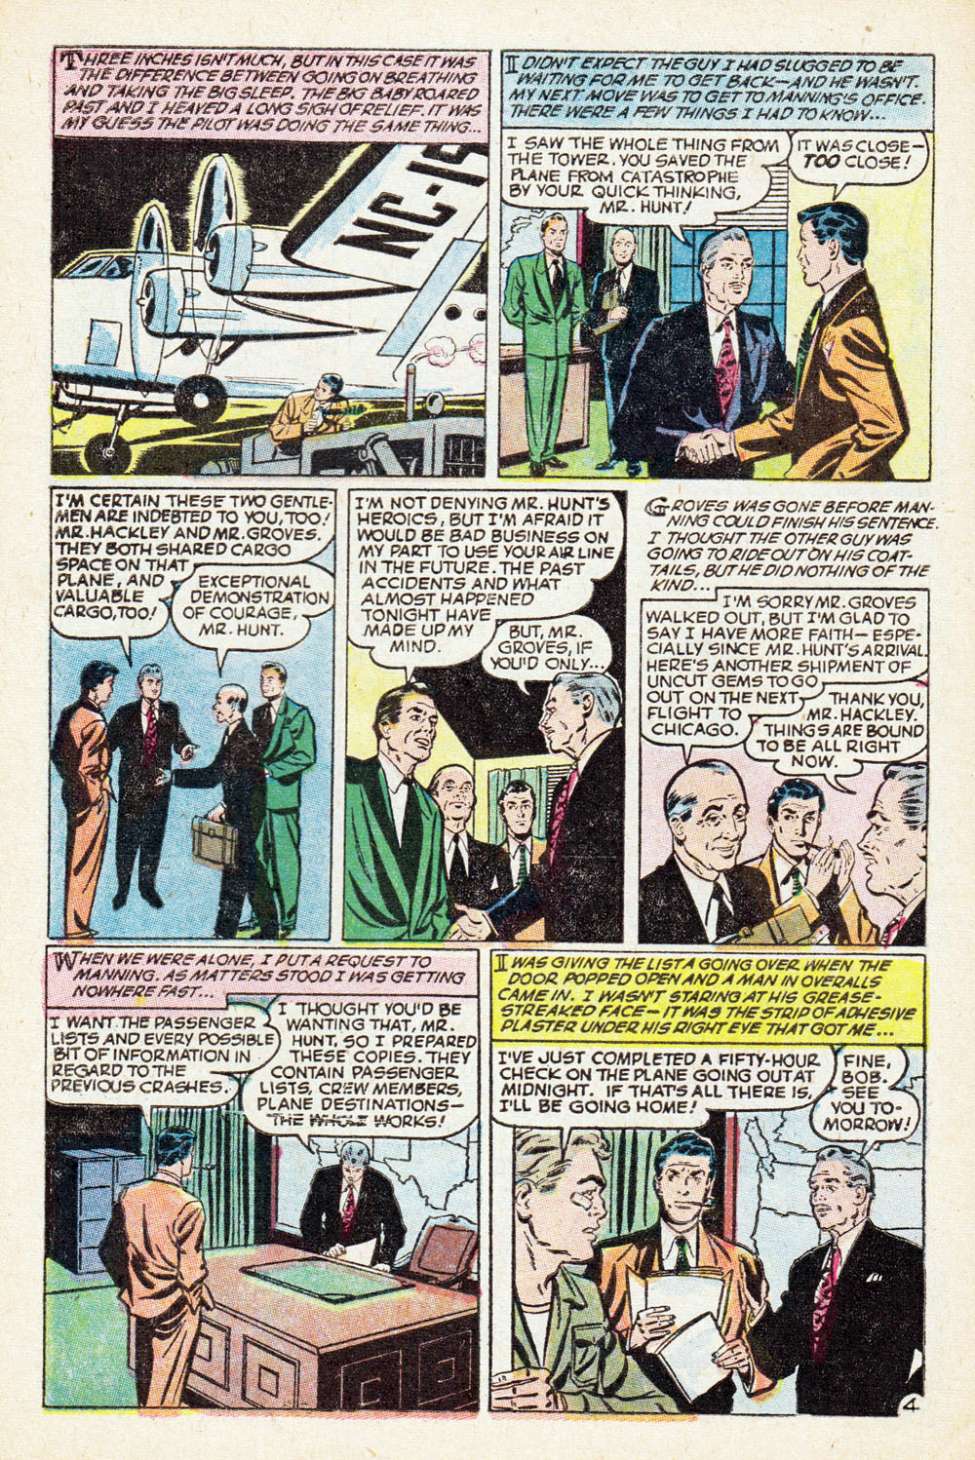 THREE INCHES ISN'T MUCH, BUT IN THIS CASE IT WAS
THE DIFFERENCE BETWEEN GOING ON BREATHING
AND TAKING THE BIG SLEEP. THE BIG BABY ROARED
PAST AND I HEAVED A LONG SIGH OF RELIEF. IT WAS
MY GUESS THE PILOT WAS DOING THE SAME THING...
NC-15
I DIDN'T EXPECT THE GUY I HAD SLUGGED TO BE
WAITING FOR ME TO GET BACK—AND HE WASN'T.
MY NEXT MOVE WAS TO GET TO MANNING'S OFFICE.
THERE WERE A FEW THINGS I HAD TO KNOW...
I SAW THE WHOLE THING FROM
THE TOWER. YOU SAVED THE
PLANE FROM CATASTROPHE
BY YOUR QUICK THINKING,
MR. HUNT!
IT WAS CLOSE—
TOO CLOSE!
I'M CERTAIN THESE TWO GENTLE-
MEN ARE INDEBTED TO YOU, TOO!
MR. HACKLEY AND MR. GROVES.
THEY BOTH SHARED CARGO
SPACE ON THAT
PLANE, AND
VALUABLE
CARGO, TOO!
EXCEPTIONAL
DEMONSTRATION
OF COURAGE,
MR. HUNT.
I'M NOT DENYING MR. HUNT'S
HEROICS, BUT I'M AFRAID IT
WOULD BE BAD BUSINESS ON
MY PART TO USE YOUR AIR LINE
IN THE FUTURE. THE PAST
ACCIDENTS AND WHAT
ALMOST HAPPENED
TONIGHT HAVE
MADE UP MY
MIND.
BUT, MR.
GROVES, IF
YOU'D ONLY...
GROVES WAS GONE BEFORE MAN-
NING COULD FINISH HIS SENTENCE.
I THOUGHT THE OTHER GUY WAS
GOING TO RIDE OUT ON HIS COAT-
TAILS, BUT HE DID NOTHING OF THE
KIND...
I'M SORRY MR. GROVES
WALKED OUT, BUT I'M GLAD TO
SAY I HAVE MORE FAITH—ESPE-
CIALLY SINCE MR. HUNT'S ARRIVAL.
HERE'S ANOTHER SHIPMENT OF
UNCUT GEMS TO GO
OUT ON THE NEXT
FLIGHT TO
CHICAGO.
THANK YOU,
MR. HACKLEY.
THINGS ARE BOUND
TO BE ALL RIGHT
NOW.
WHEN WE WERE ALONE, I PUT A REQUEST TO
MANNING. AS MATTERS STOOD I WAS GETTING
NOWHERE FAST...
I WANT THE PASSENGER
LISTS AND EVERY POSSIBLE
BIT OF INFORMATION IN
REGARD TO THE
PREVIOUS CRASHES.
I THOUGHT YOU'D BE
WANTING THAT, MR.
HUNT, SO I PREPARED
THESE COPIES. THEY
CONTAIN PASSENGER
LISTS, CREW MEMBERS,
PLANE DESTINATIONS—
THE WHOLE WORKS!
I WAS GIVING THE LIST A GOING OVER WHEN THE
DOOR POPPED OPEN AND A MAN IN OVERALLS
CAME IN. I WASN'T STARING AT HIS GREASE-
STREAKED FACE—IT WAS THE STRIP OF ADHESIVE
PLASTER UNDER HIS RIGHT EYE THAT GOT ME...
I'VE JUST COMPLETED A FIFTY-HOUR
CHECK ON THE PLANE GOING OUT AT
MIDNIGHT. IF THAT'S ALL THERE IS,
I'LL BE GOING HOME!
FINE,
BOB.
SEE
YOU TO-
MORROW!
4